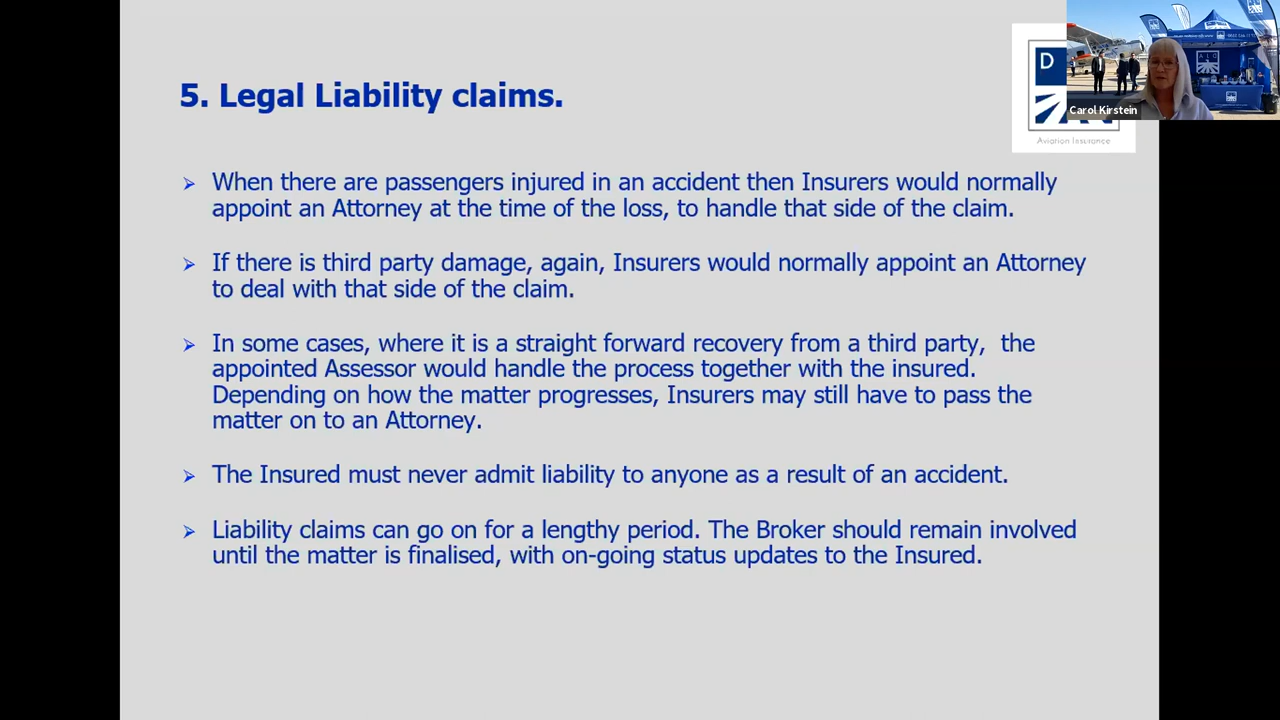 5. Legal Liability claims.
D
Aviation Insurance
Carol Kirstein
➢ When there are passengers injured in an accident then Insurers would normally
appoint an Attorney at the time of the loss, to handle that side of the claim.
➢ If there is third party damage, again, Insurers would normally appoint an Attorney
to deal with that side of the claim.
➢ In some cases, where it is a straight forward recovery from a third party,  the
appointed Assessor would handle the process together with the insured.
Depending on how the matter progresses, Insurers may still have to pass the
matter on to an Attorney.
➢ The Insured must never admit liability to anyone as a result of an accident.
➢ Liability claims can go on for a lengthy period. The Broker should remain involved
until the matter is finalised, with on-going status updates to the Insured.